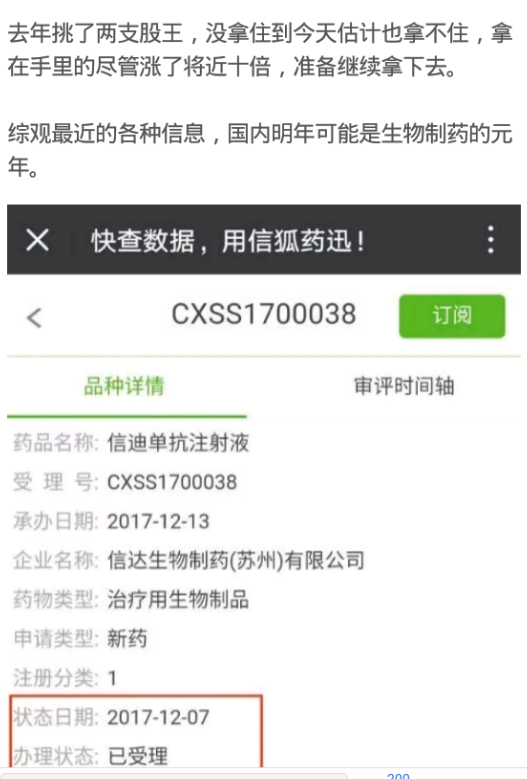 去年挑了两支股王，没拿住到今天估计也拿不住，拿
在手里的尽管涨了将近十倍，准备继续拿下去。
综观最近的各种信息，国内明年可能是生物制药的元
年。
快查数据，用信狐药迅！
CXSS1700038
订阅
品种详情
审评时间轴
药品名称: 信迪单抗注射液
受 理 号: CXSS1700038
承办日期: 2017-12-13
企业名称: 信达生物制药(苏州)有限公司
药物类型: 治疗用生物制品
申请类型: 新药
注册分类: 1
状态日期: 2017-12-07
办理状态: 已受理